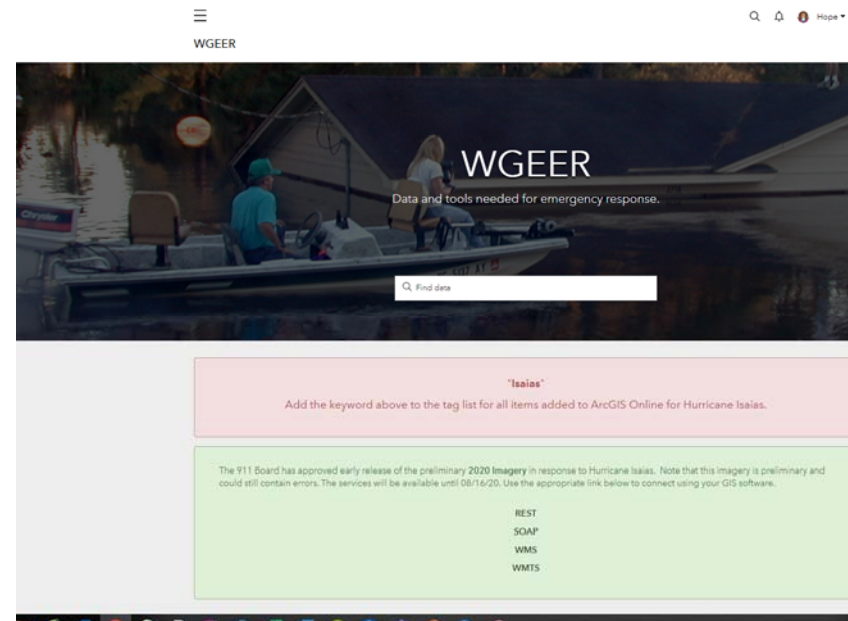 Hope
WGEER
WGEER
Data and tools needed for emergency response.
Chrysler
Find data
"Isaias"
Add the keyword above to the tag list for all items added to ArcGIS Online for Hurricane Isaias.
The 911 Board has approved early release of the preliminary 2020 Imagery in response to Hurricane Isaias. Note that this imagery is preliminary and
could still contain errors. The services will be available until 08/16/20. Use the appropriate link below to connect using your GIS software.
REST
SOAP
WMS
WMTS